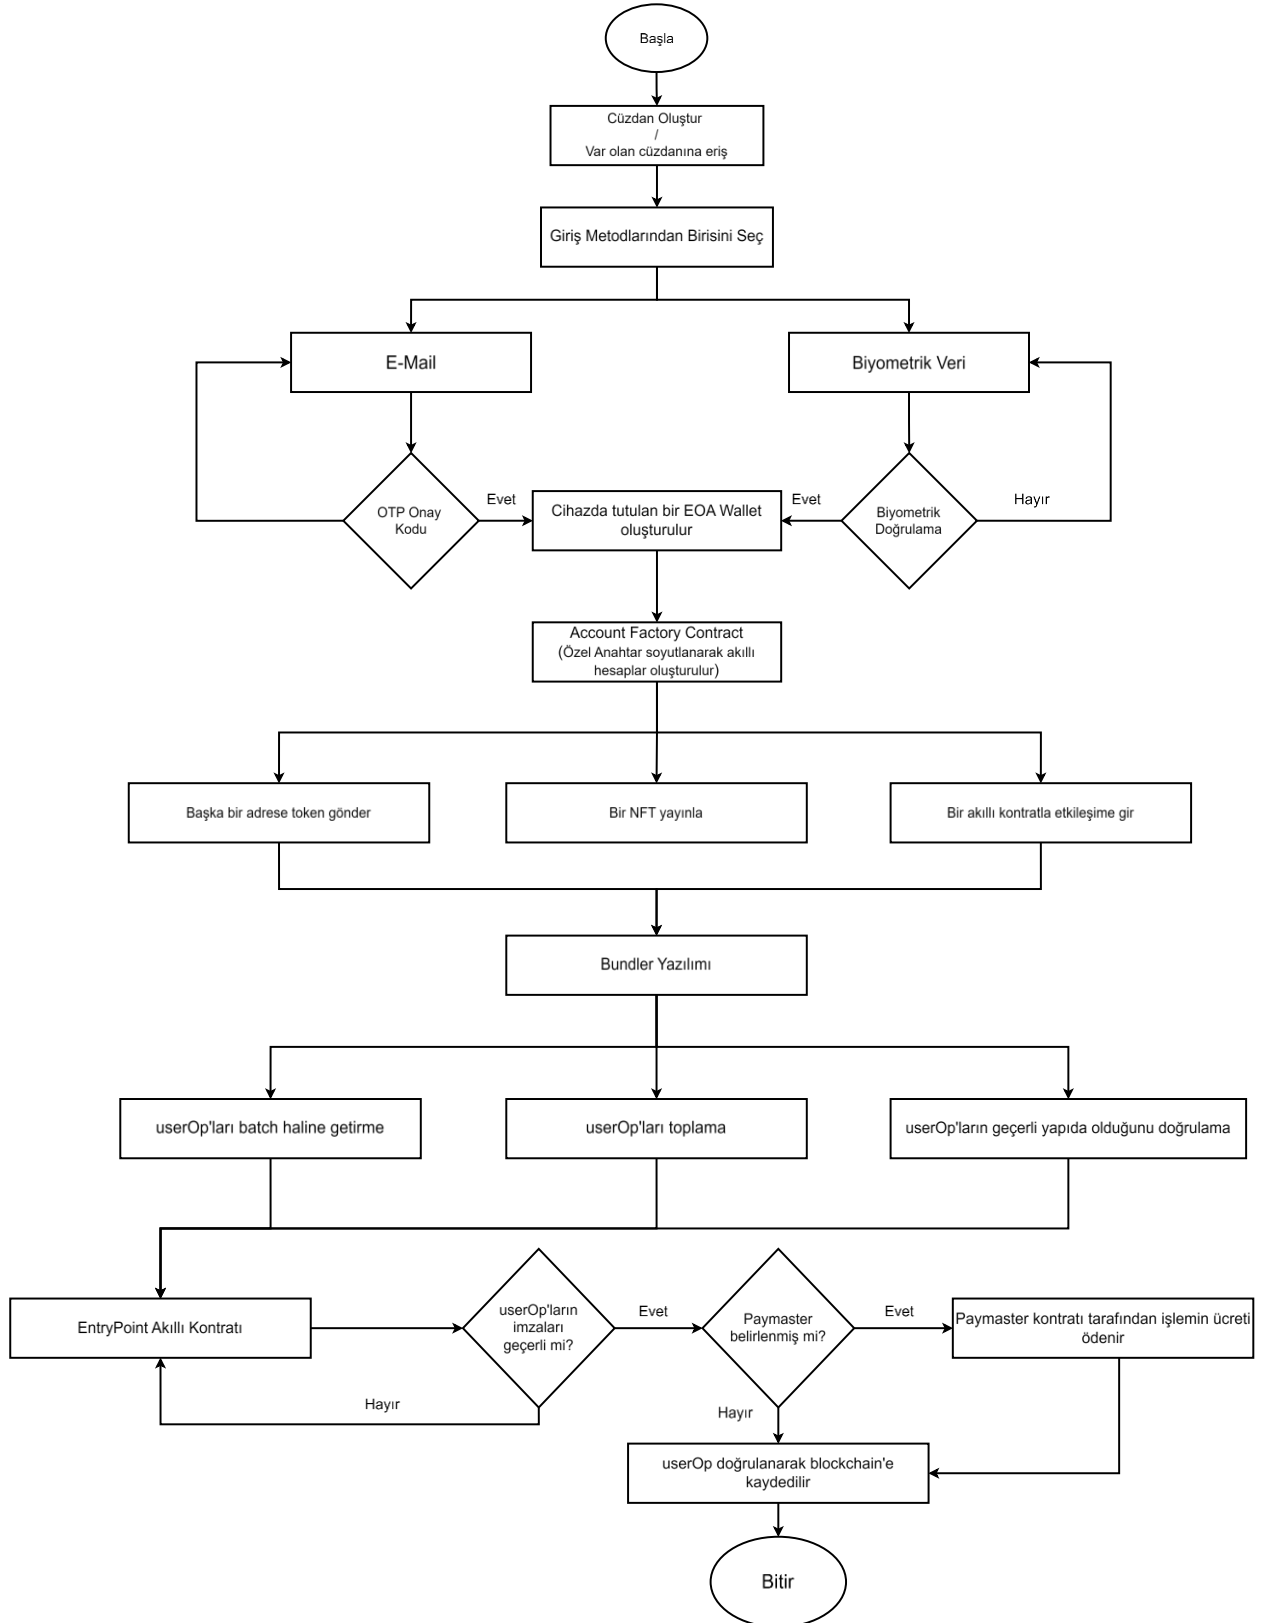 Başla
Cüzdan Oluştur
/
Var olan cüzdanına eriş
Giriş Metodlarından Birisini Seç
E-Mail
Biyometrik Veri
OTP Onay
Kodu
Evet
Cihazda tutulan bir EOA Wallet
oluşturulur
Evet
Biyometrik
Doğrulama
Hayır
Account Factory Contract
(Özel Anahtar soyutlanarak akıllı
hesaplar oluşturulur)
Başka bir adrese token gönder
Bir NFT yayınla
Bir akıllı kontratla etkileşime gir
Bundler Yazılımı
userOp'ları batch haline getirme
userOp'ları toplama
userOp'ların geçerli yapıda olduğunu doğrulama
EntryPoint Akıllı Kontratı
userOp'ların
imzaları
geçerli mi?
Evet
Paymaster
belirlenmiş mi?
Evet
Paymaster kontratı tarafından işlemin ücreti
ödenir
Hayır
Hayır
userOp doğrulanarak blockchain'e
kaydedilir
Bitir